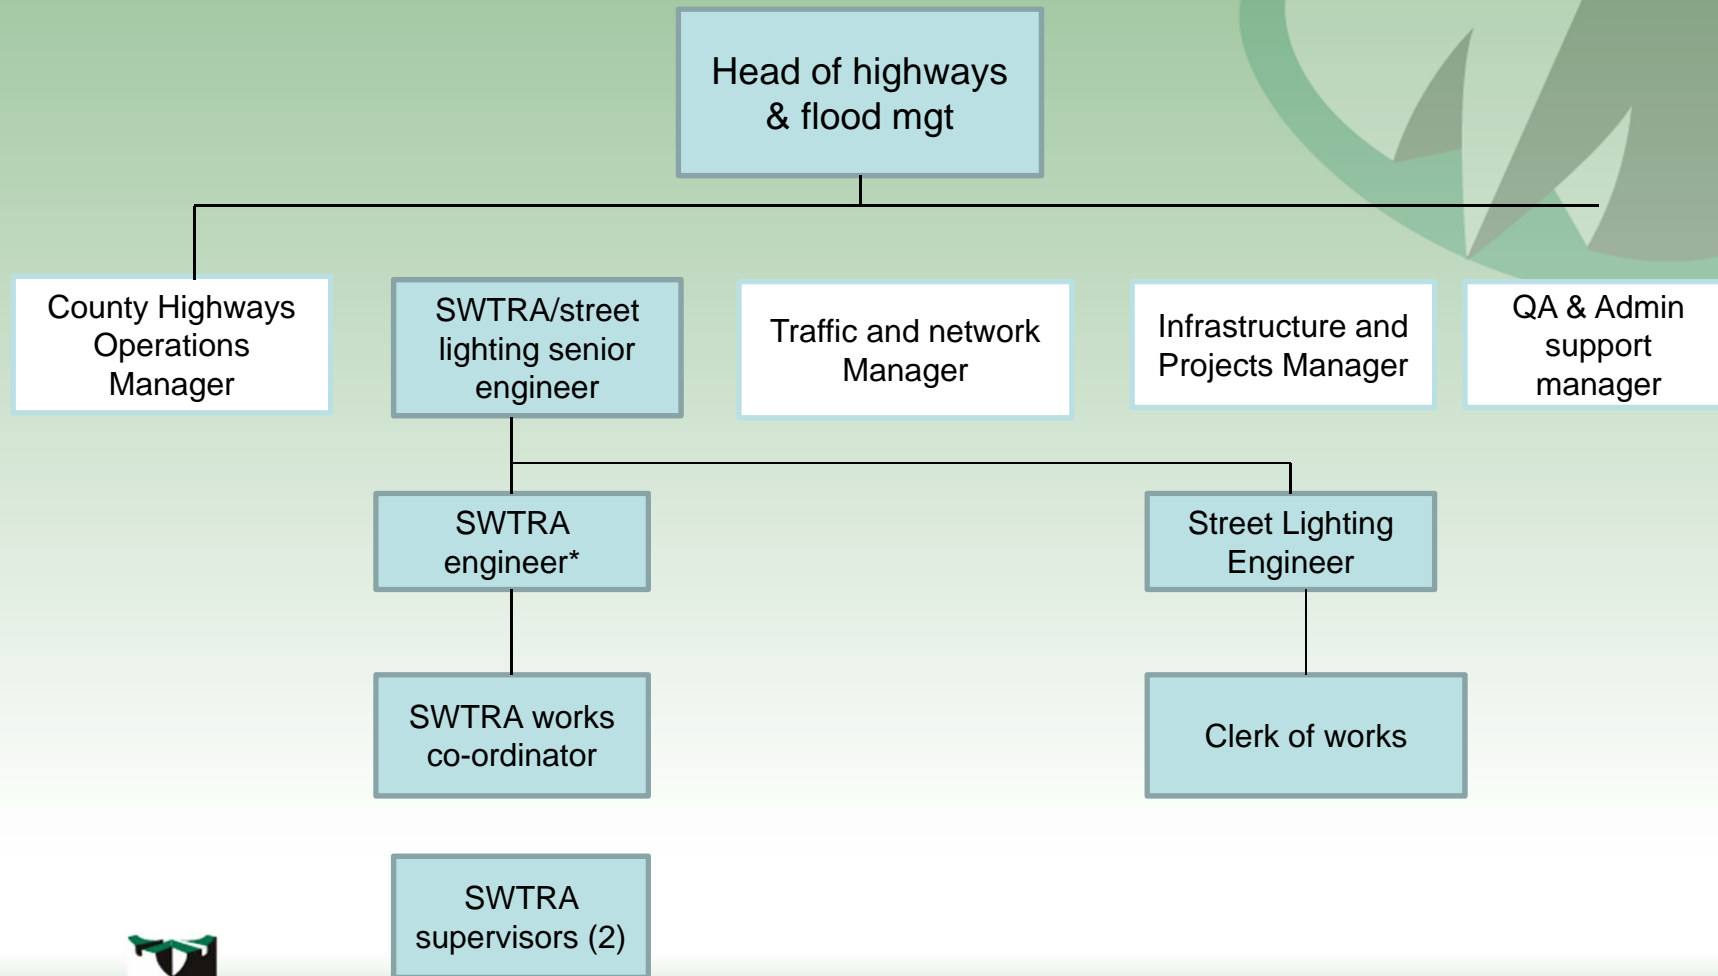 Head of highways
& flood mgt
County Highways
Operations
Manager
SWTRA/street
lighting senior
engineer
Traffic and network
Manager
Infrastructure and
Projects Manager
QA & Admin
support
manager
SWTRA
engineer*
Street Lighting
Engineer
SWTRA works
co-ordinator
Clerk of works
SWTRA
supervisors (2)